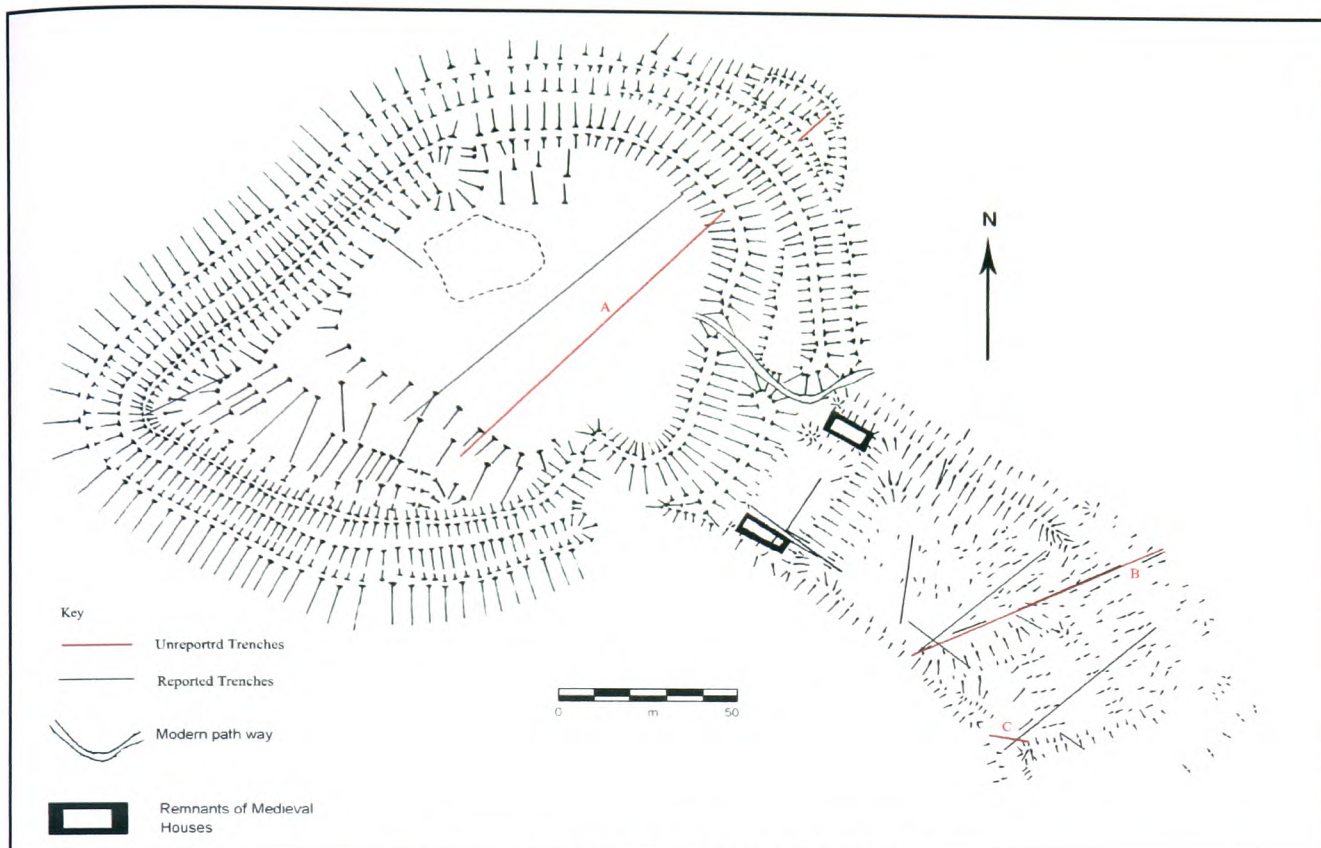 N
A
B
C
Key
Unreportrd Trenches
Reported Trenches
Modern path way
Remnants of Medieval
Houses
0 m 50